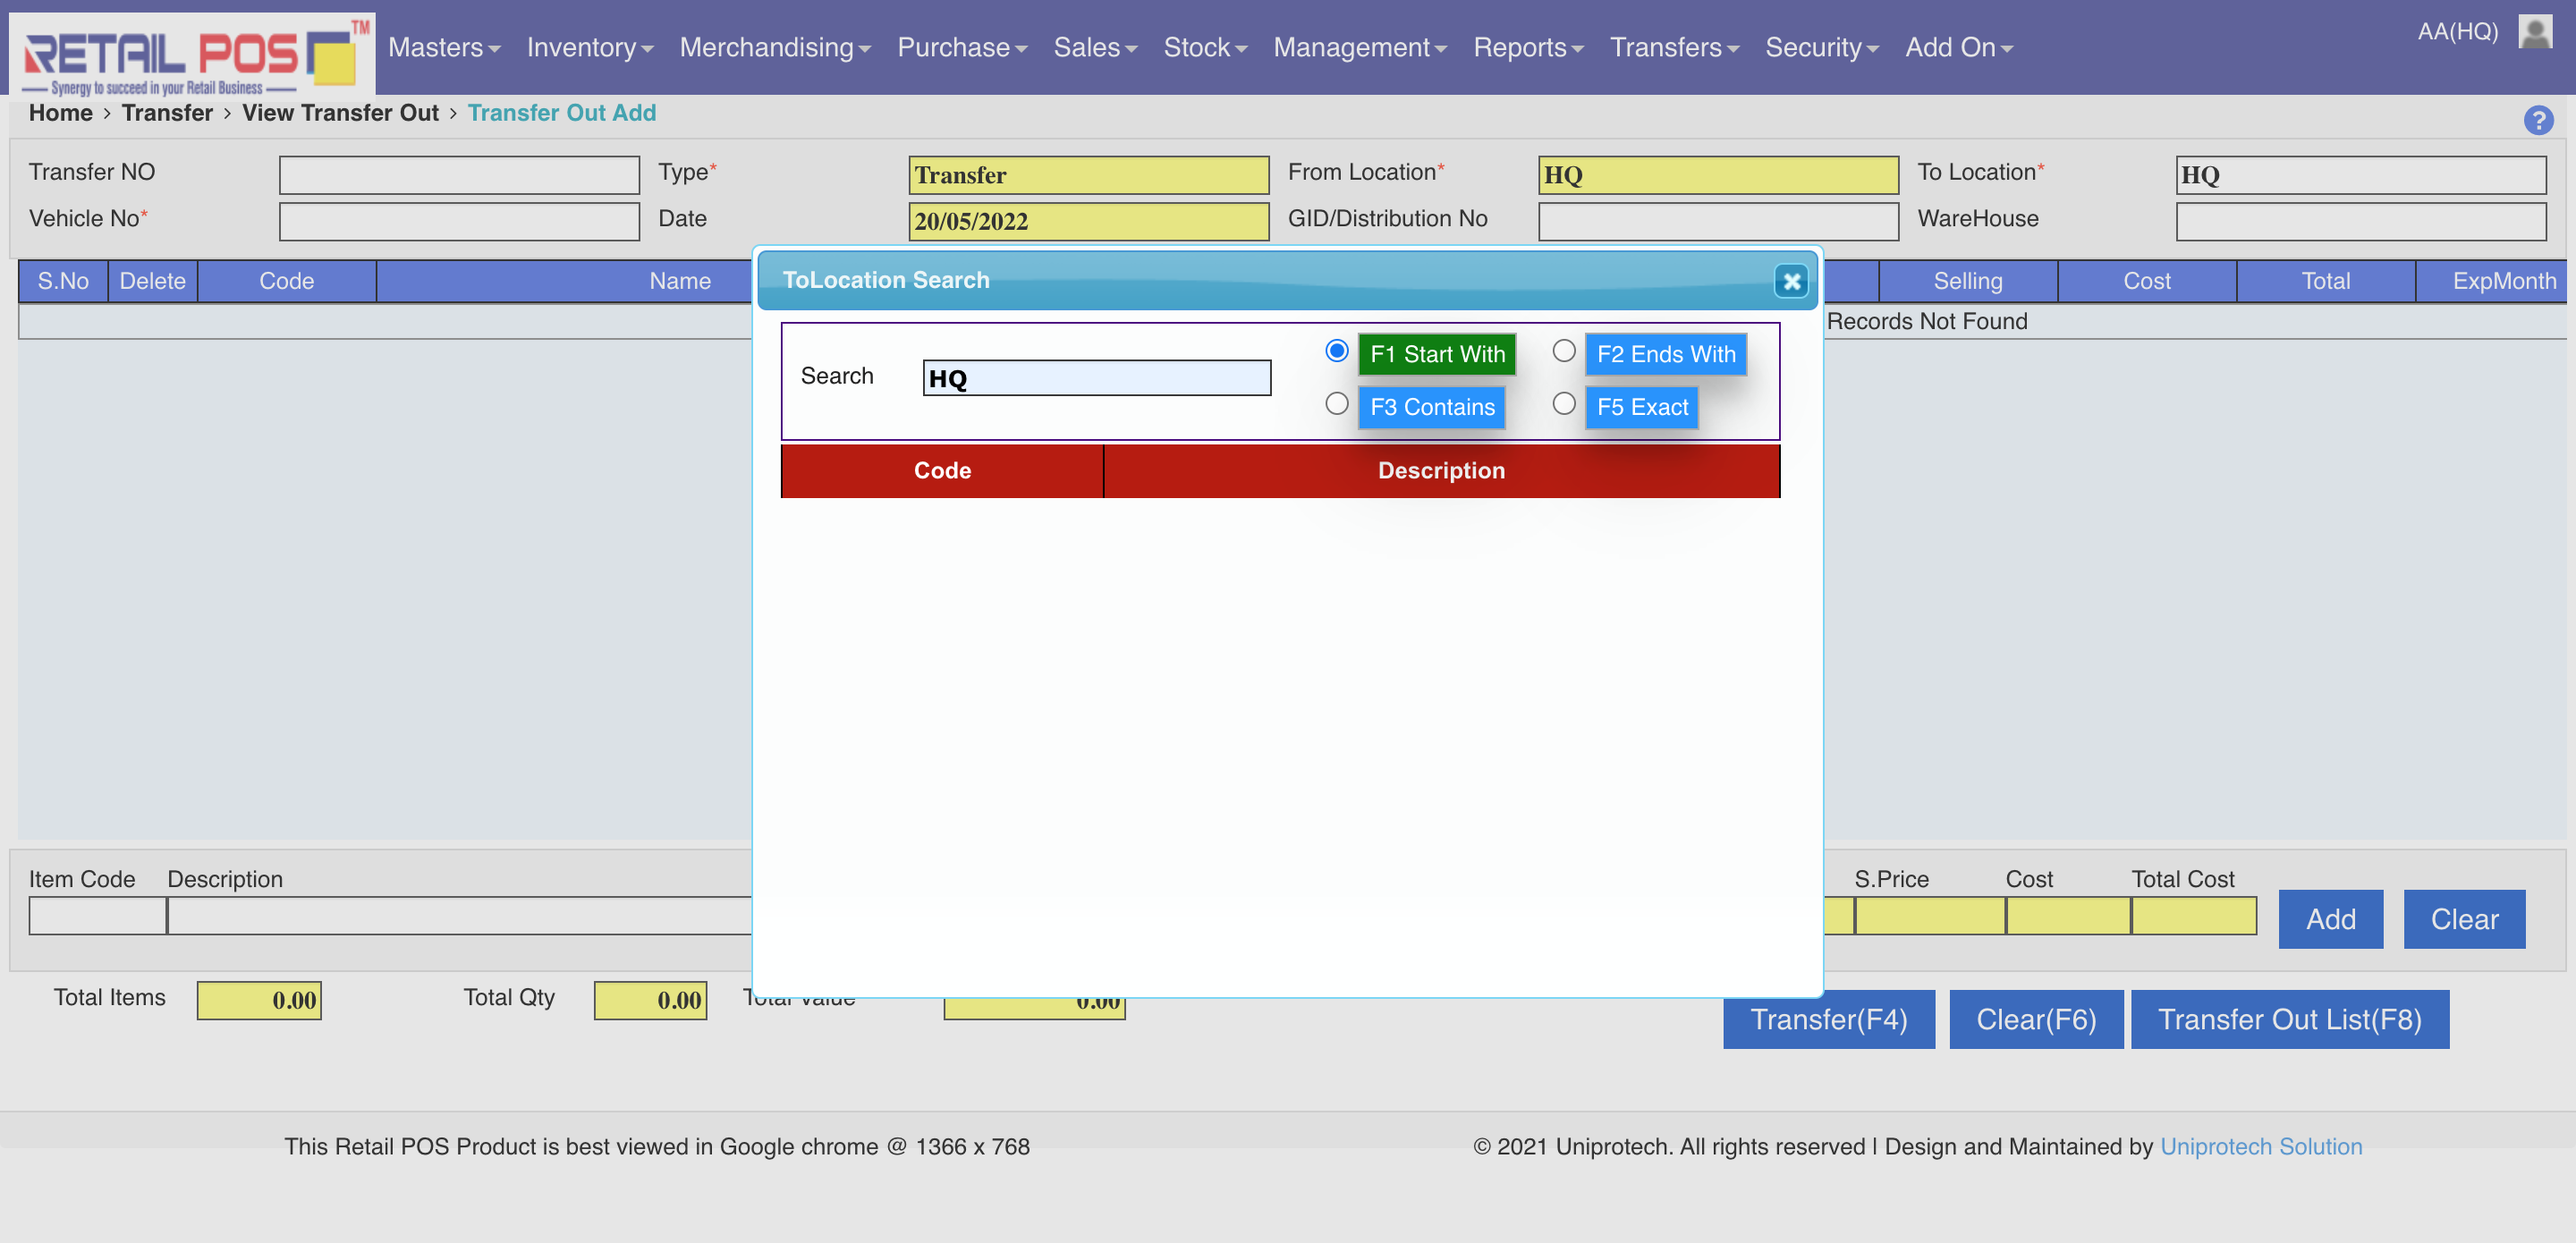 RETAIL POS TM
Synergy to succeed in your Retail Business
Masters Inventory Merchandising Purchase Sales Stock Management Reports Transfers Security Add On
AA(HQ)
Home > Transfer > View Transfer Out > Transfer Out Add
?
Transfer NO Type* Transfer From Location* HQ To Location* HQ
Vehicle No* Date 20/05/2022 GID/Distribution No WareHouse
S.No Delete Code Name Selling Cost Total ExpMonth
Records Not Found
ToLocation Search
Search HQ
F1 Start With F2 Ends With
F3 Contains F5 Exact
Code Description
Item Code Description S.Price Cost Total Cost
Add Clear
Total Items 0.00 Total Qty 0.00 Total Value 0.00
Transfer(F4) Clear(F6) Transfer Out List(F8)
This Retail POS Product is best viewed in Google chrome @ 1366 x 768
© 2021 Uniprotech. All rights reserved | Design and Maintained by Uniprotech Solution